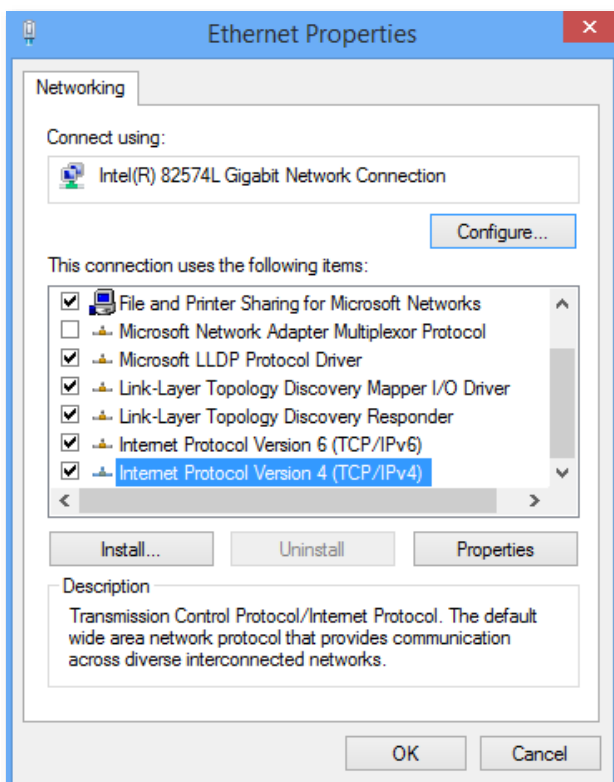 Ethernet Properties
Networking
Connect using:
Intel(R) 82574L Gigabit Network Connection
Configure...
This connection uses the following items:
File and Printer Sharing for Microsoft Networks
Microsoft Network Adapter Multiplexor Protocol
Microsoft LLDP Protocol Driver
Link-Layer Topology Discovery Mapper I/O Driver
Link-Layer Topology Discovery Responder
Internet Protocol Version 6 (TCP/IPv6)
Internet Protocol Version 4 (TCP/IPv4)
Install... Uninstall Properties
Description
Transmission Control Protocol/Internet Protocol. The default
wide area network protocol that provides communication
across diverse interconnected networks.
OK Cancel